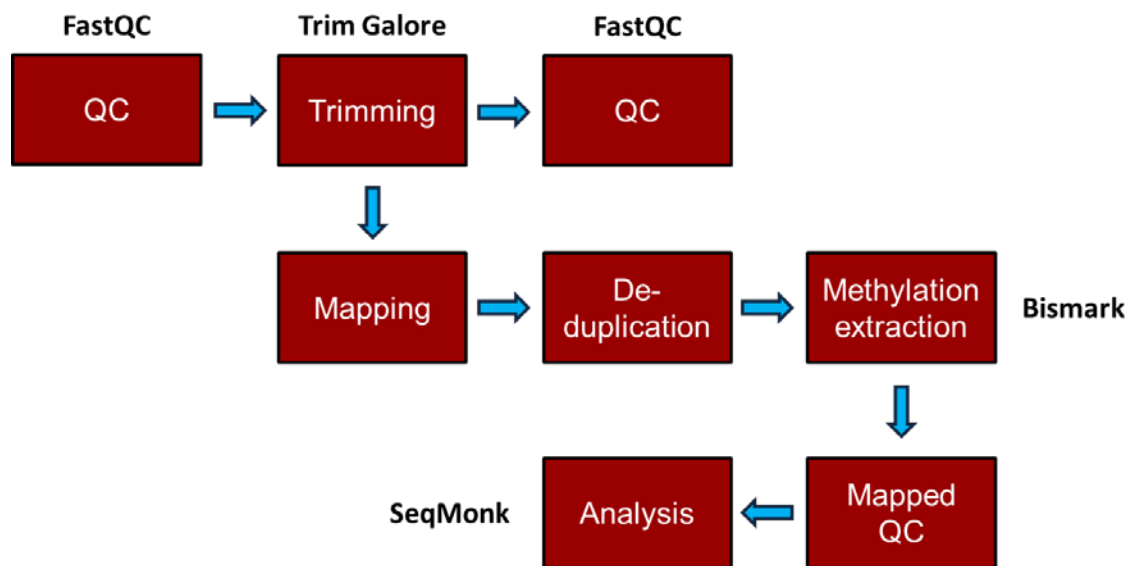 FastQC
Trim Galore
FastQC
QC
Trimming
QC
Mapping
De-
duplication
Methylation
extraction
Bismark
SeqMonk
Analysis
Mapped
QC